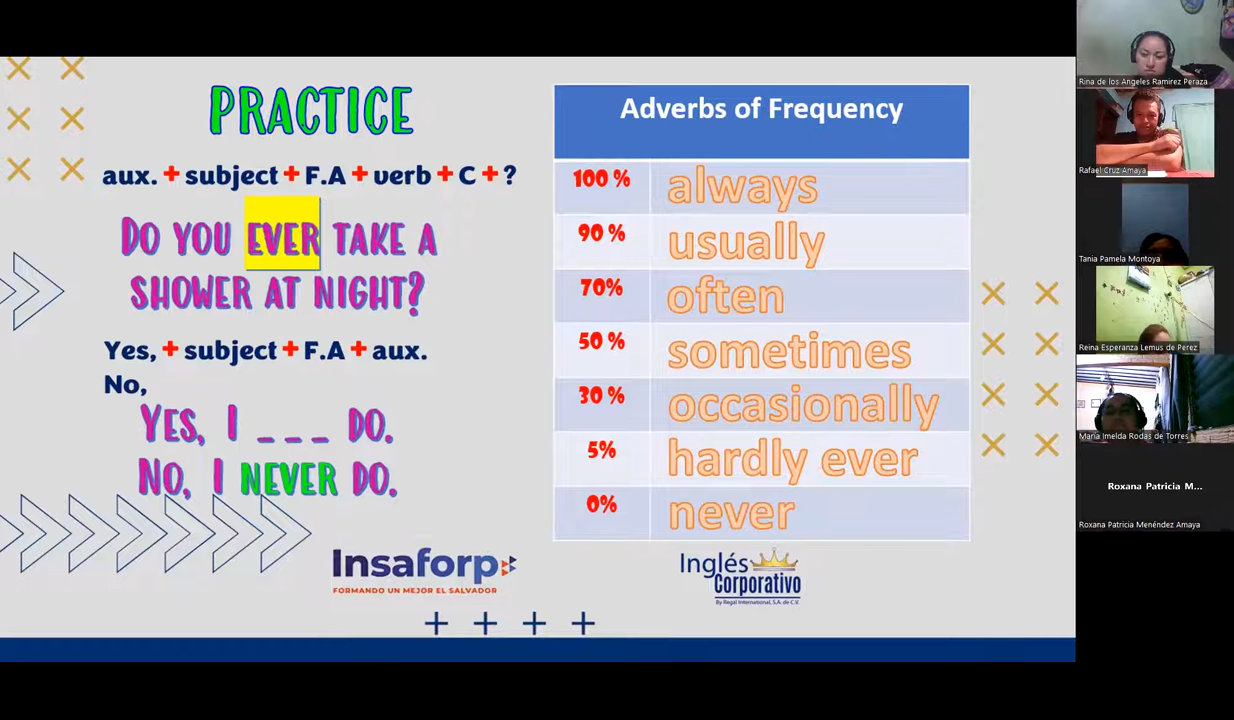 PRACTICE
aux. + subject + F.A + verb + C + ?
DO YOU EVER TAKE A
SHOWER AT NIGHT?
Yes, + subject + F.A + aux.
No,
YES, I _ _ _ DO.
NO, I NEVER DO.
Adverbs of Frequency
100 % always
90 % usually
70% often
50 % sometimes
30 % occasionally
5% hardly ever
0% never
Insaforp
FORMANDO UN MEJOR EL SALVADOR
Inglés
Corporativo
By Regal International, S.A. de C.V.
Rina de los Angeles Ramirez Peraza
Rafael Cruz Amaya
Tania Pamela Montoya
Reina Esperanza Lemus de Perez
María Imelda Rodas de Torres
Roxana Patricia M...
Roxana Patricia Menéndez Amaya